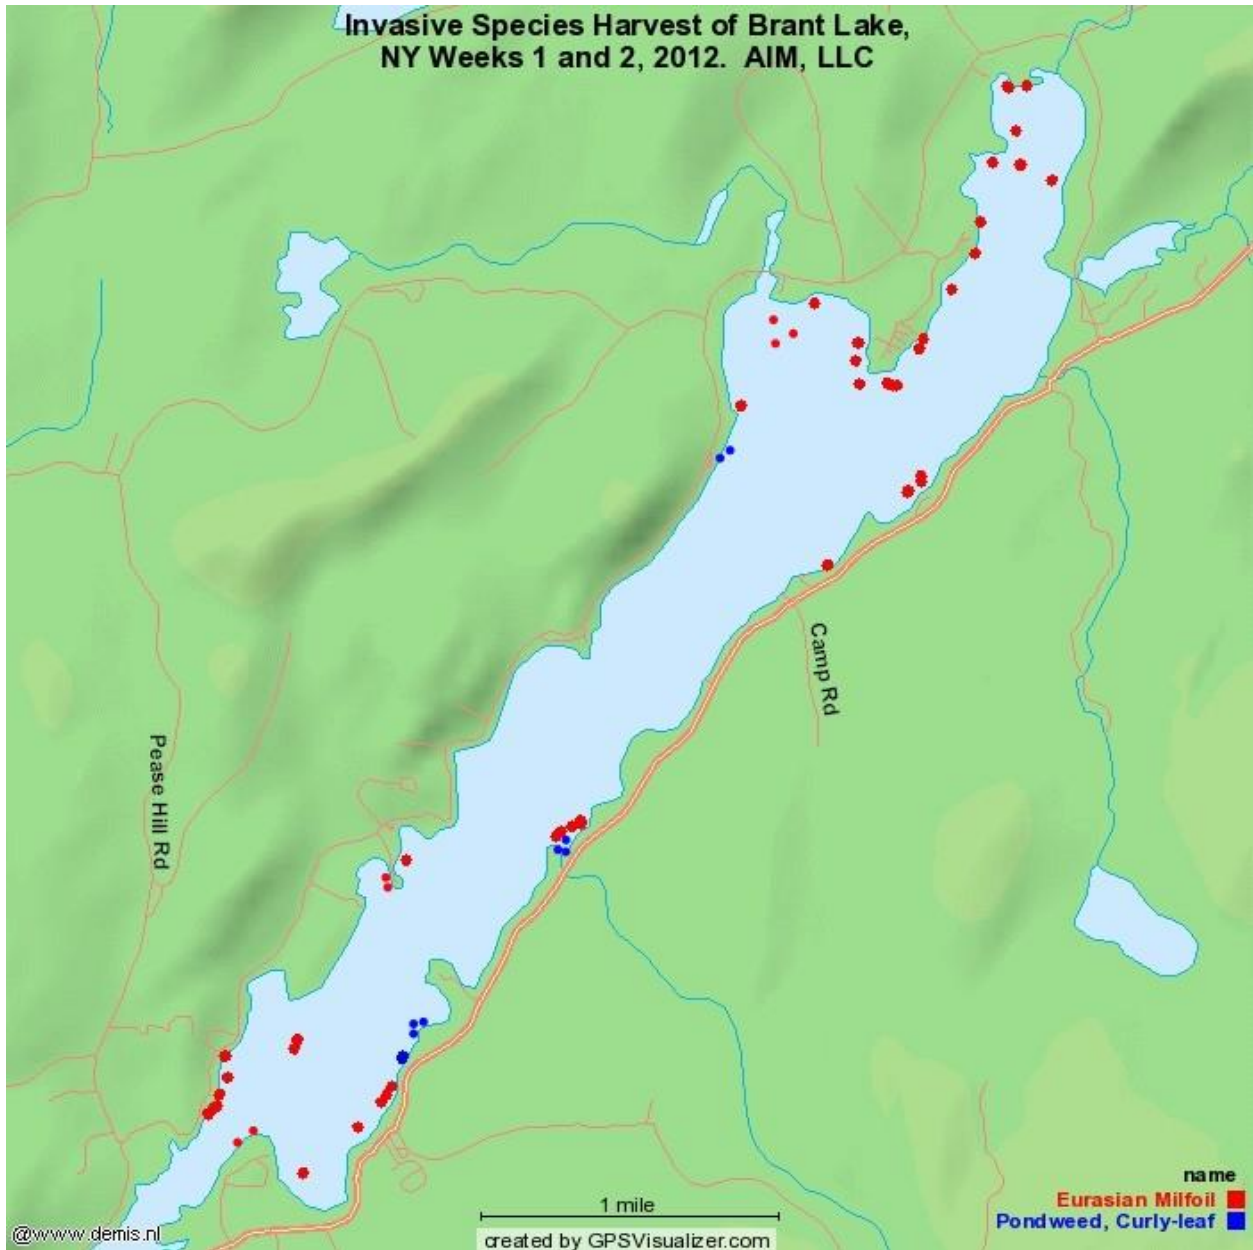 Invasive Species Harvest of Brant Lake,
NY Weeks 1 and 2, 2012. AIM, LLC
Camp Rd
Pease Hill Rd
name
Eurasian Milfoil
Pondweed, Curly-leaf
1 mile
@www.demis.nl
created by GPSVisualizer.com